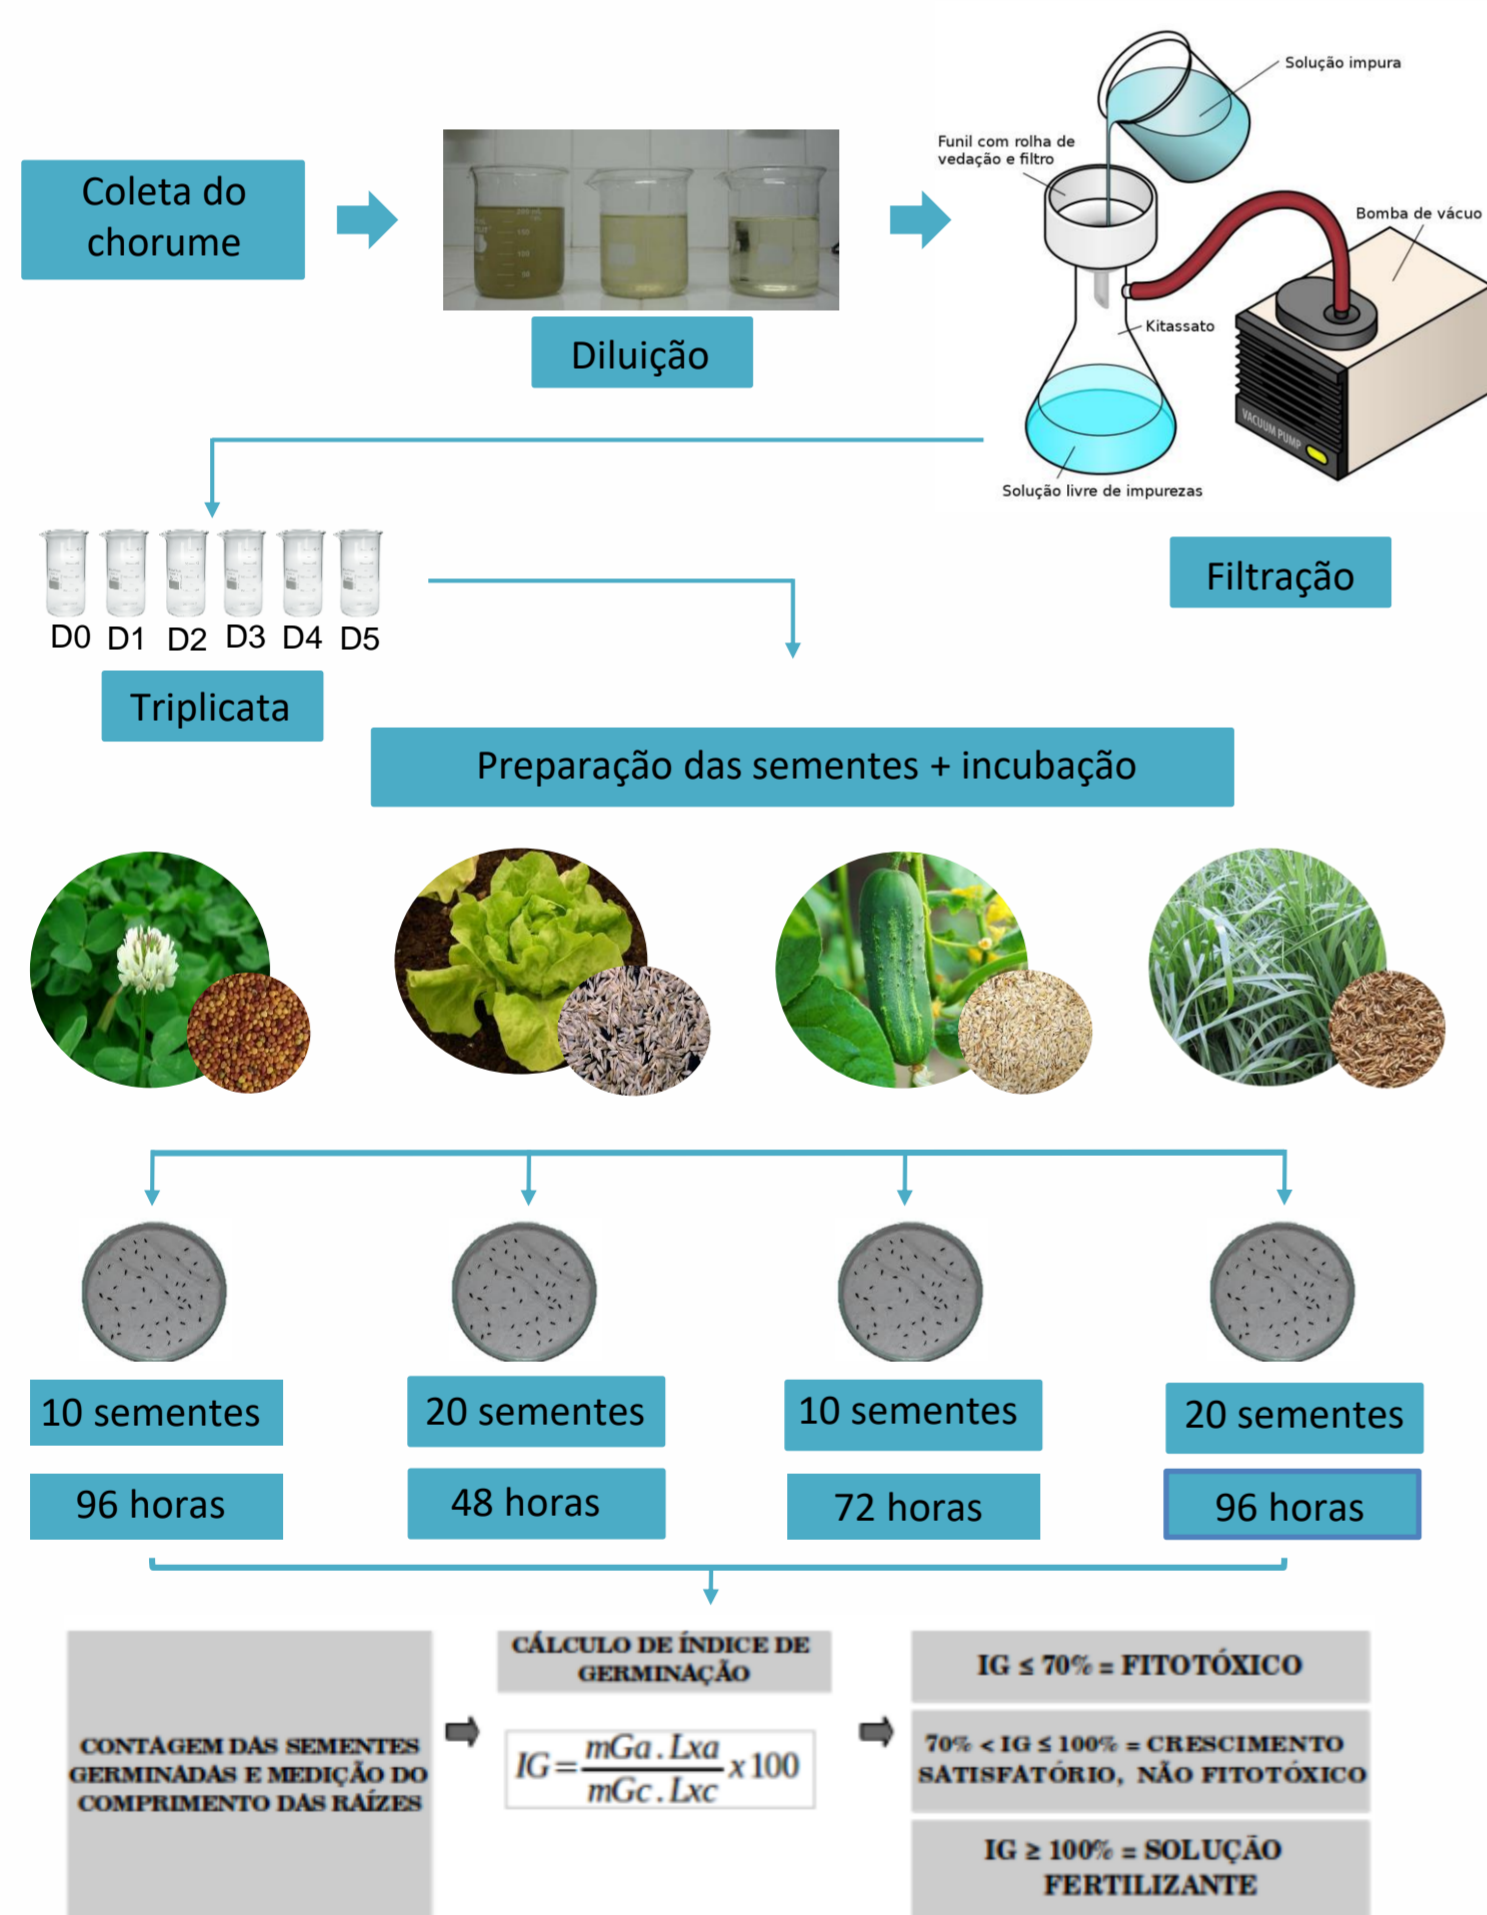 Coleta do
chorume
Diluição
Solução impura
Funil com rolha de
vedação e filtro
Bomba de vácuo
Kitassato
VACUUM PUMP
Solução livre de impurezas
Filtração
D0 D1 D2 D3 D4 D5
Triplicata
Preparação das sementes + incubação
10 sementes
20 sementes
10 sementes
20 sementes
96 horas
48 horas
72 horas
96 horas
CONTAGEM DAS SEMENTES
GERMINADAS E MEDIÇÃO DO
COMPRIMENTO DAS RAÍZES
CÁLCULO DE ÍNDICE DE
GERMINAÇÃO
IG = mGa . Lxa / mGc . Lxc x 100
IG ≤ 70% = FITOTÓXICO
70% < IG ≤ 100% = CRESCIMENTO
SATISFATÓRIO, NÃO FITOTÓXICO
IG ≥ 100% = SOLUÇÃO
FERTILIZANTE